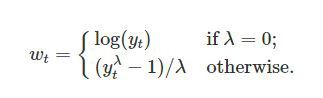 w_t = { log(y_t) if λ = 0;
(y_t^λ − 1)/λ otherwise.